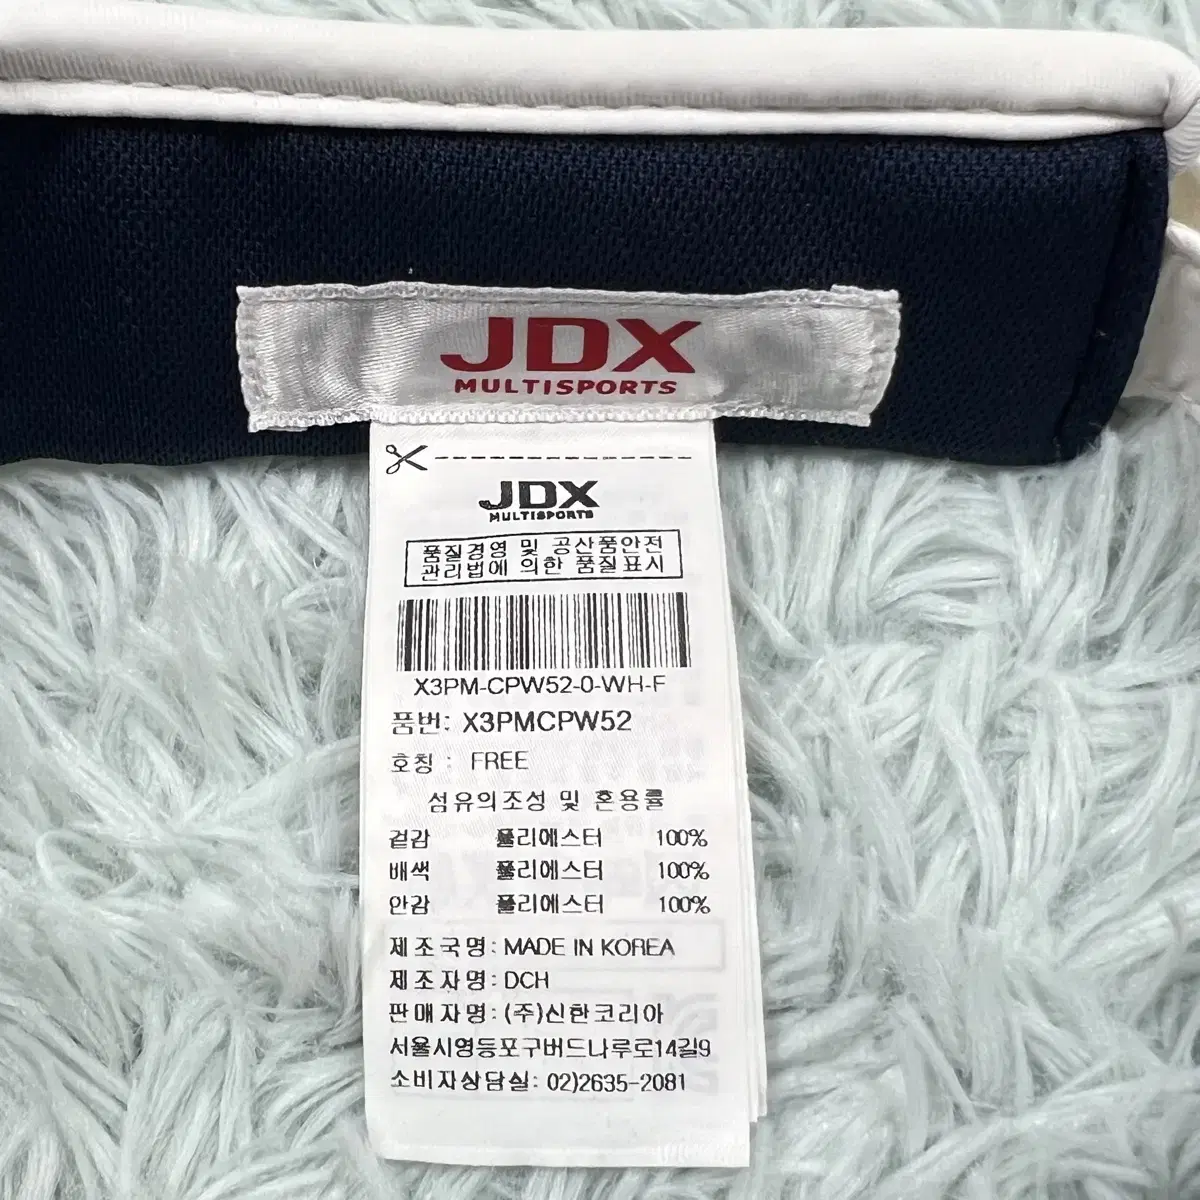 JDX
MULTISPORTS
JDX
MULTISPORTS
품질경영 및 공산품안전
관리법에 의한 품질표시
X3PM-CPW52-0-WH-F
품번: X3PMCPW52
호칭 : FREE
섬유의조성 및 혼용률
겉감 폴리에스터 100%
배색 폴리에스터 100%
안감 폴리에스터 100%
제조국명: MADE IN KOREA
제조자명: DCH
판매자명: (주)신한코리아
서울시영등포구버드나루로14길9
소비자상담실: 02)2635-2081